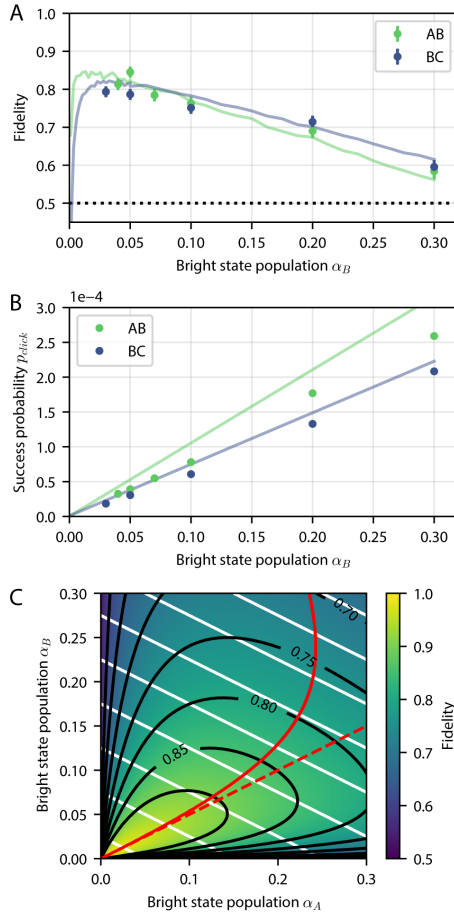 A
1.0
0.9
0.8
0.7
0.6
0.5
Fidelity
AB
BC
0.00 0.05 0.10 0.15 0.20 0.25 0.30
Bright state population α_B
B
1e−4
3.0
2.5
2.0
1.5
1.0
0.5
0.0
Success probability p_click
AB
BC
0.00 0.05 0.10 0.15 0.20 0.25 0.30
Bright state population α_B
C
0.30
0.25
0.20
0.15
0.10
0.05
0.00
Bright state population α_B
0.70
0.75
0.80
0.85
0.0 0.1 0.2 0.3
Bright state population α_A
1.0
0.9
0.8
0.7
0.6
0.5
Fidelity